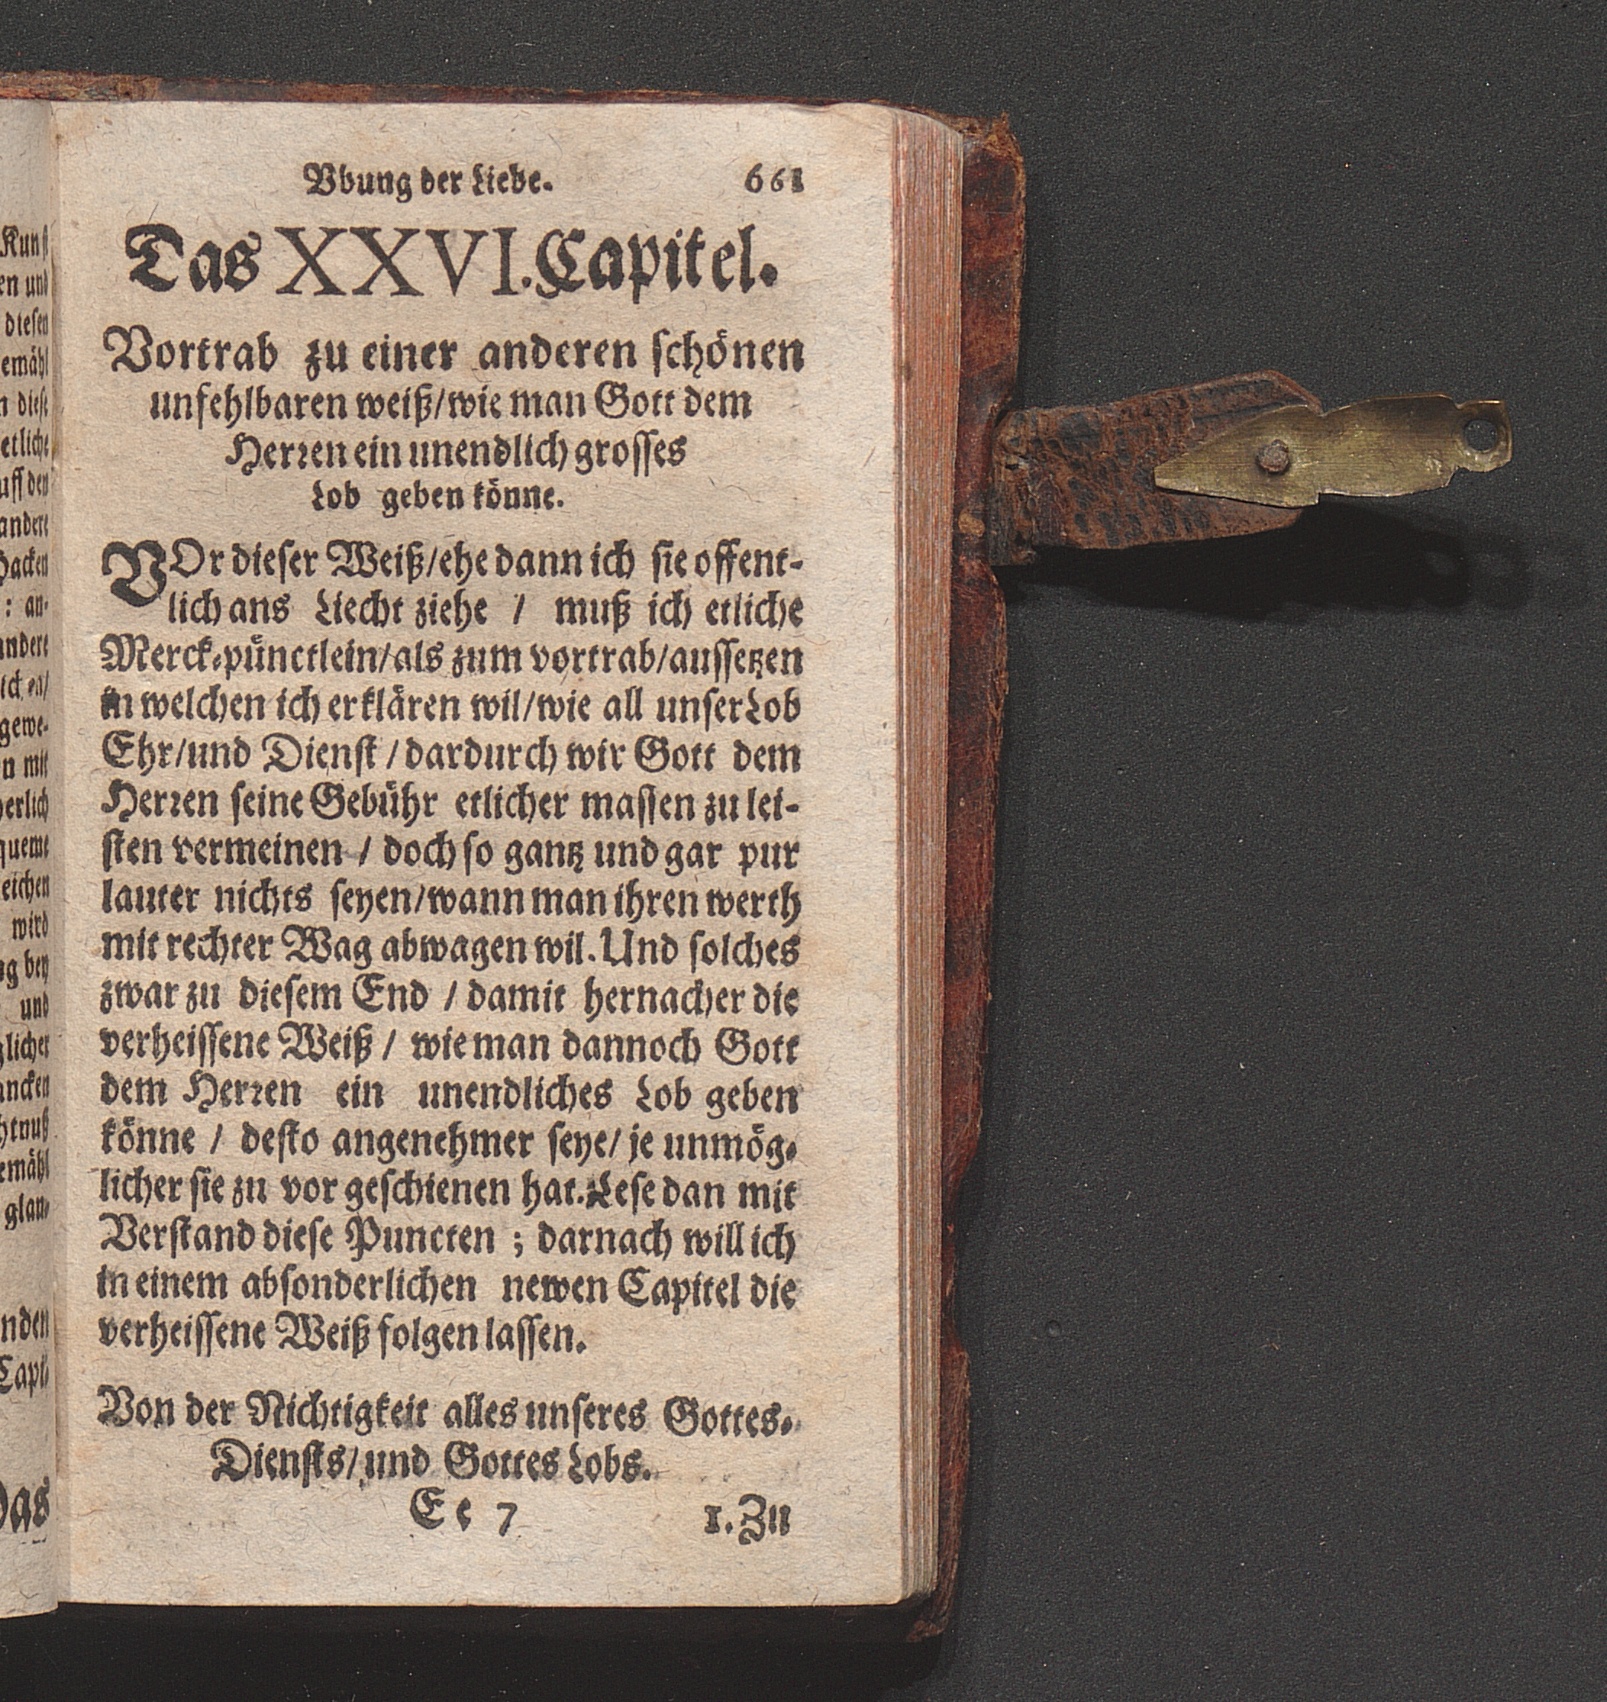 Vbung der Liebe. 661
Das XXVI. Capitel.
Vortrab zu einer anderen schönen
unfehlbaren weiß/wie man Gott dem
Herren ein unendlich grosses
Lob geben könne.
VOr dieser Weiß/ehe dann ich sie offent-
lich ans Liecht ziehe / muß ich etliche
Merck-pünctlein/als zum vortrab/aussetzen
in welchen ich erklären wil/wie all unser Lob
Ehr/und Dienst / dardurch wir Gott dem
Herren seine Gebühr etlicher massen zu lei-
sten vermeinen / doch so gantz und gar pur
lauter nichts seyen/wann man ihren werth
mit rechter Wag abwagen wil. Und solches
zwar zu diesem End / damit hernacher die
verheissene Weiß / wie man dannoch Gott
dem Herren ein unendliches Lob geben
könne / desto angenehmer seye/ je unmög-
licher sie zu vor geschienen hat. Lese dan mit
Verstand diese Puncten ; darnach will ich
in einem absonderlichen newen Capitel die
verheissene Weiß folgen lassen.
Von der Nichtigkeit alles unseres Gottes-
Diensts/und Gottes Lobs.
Ee 7 1. Zu